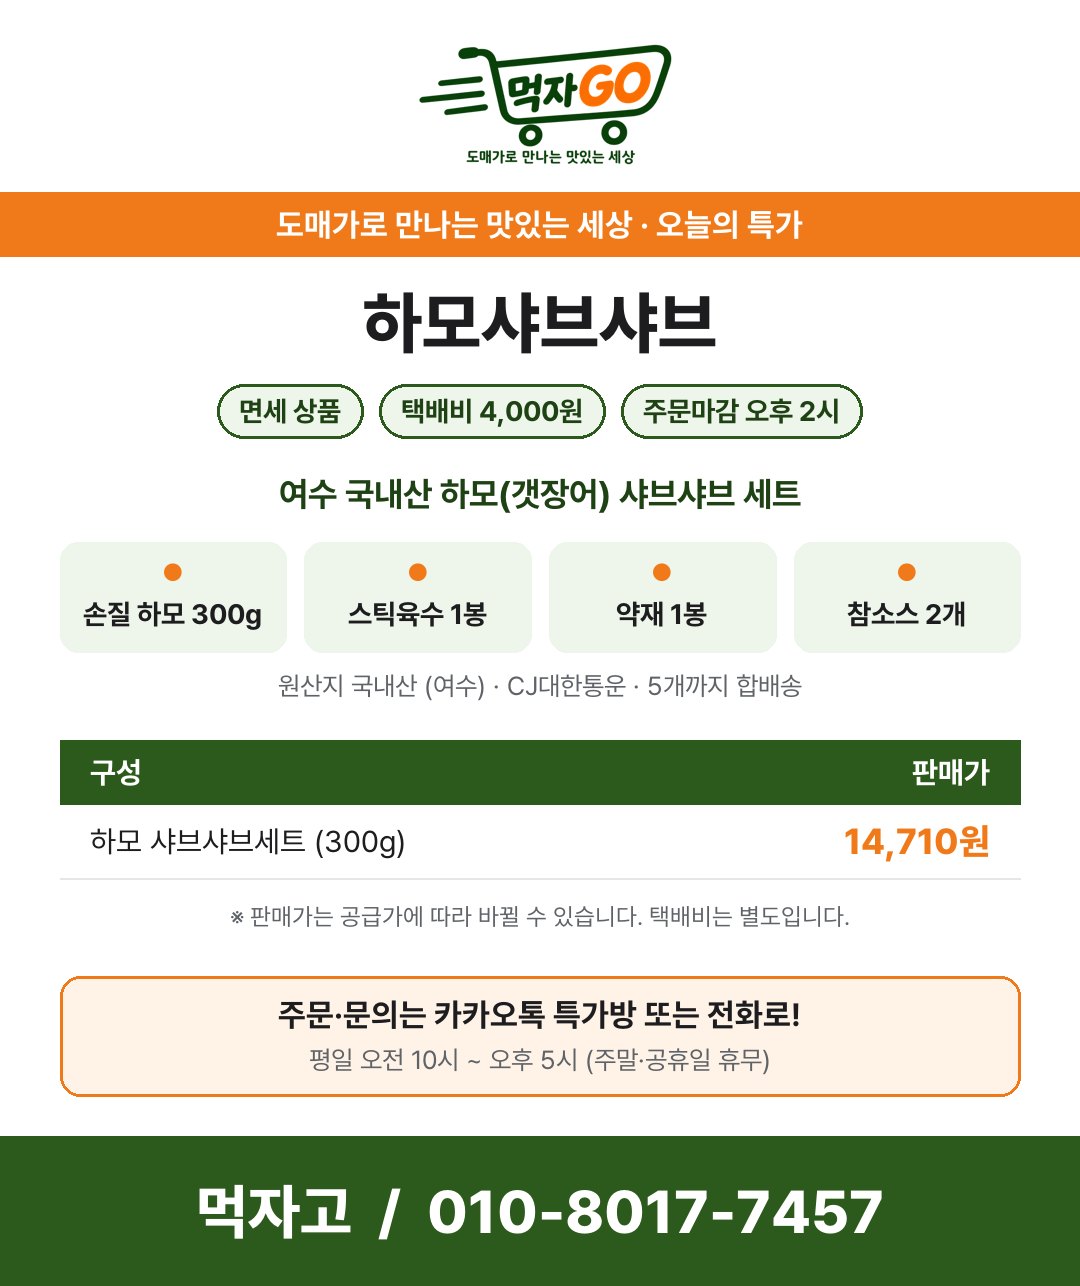 먹자GO
도매가로 만나는 맛있는 세상
도매가로 만나는 맛있는 세상 · 오늘의 특가
하모샤브샤브
면세 상품 택배비 4,000원 주문마감 오후 2시
여수 국내산 하모(갯장어) 샤브샤브 세트
손질 하모 300g 스틱육수 1봉 약재 1봉 참소스 2개
원산지 국내산 (여수) · CJ대한통운 · 5개까지 합배송
구성 판매가
하모 샤브샤브세트 (300g) 14,710원
※ 판매가는 공급가에 따라 바뀔 수 있습니다. 택배비는 별도입니다.
주문·문의는 카카오톡 특가방 또는 전화로!
평일 오전 10시 ~ 오후 5시 (주말·공휴일 휴무)
먹자고 / 010-8017-7457